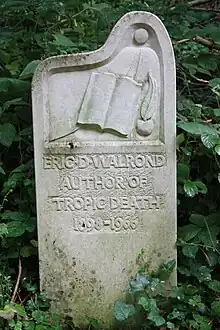 ERIC·D·WALROND
AUTHOR OF
"TROPIC DEATH"
1898-1966